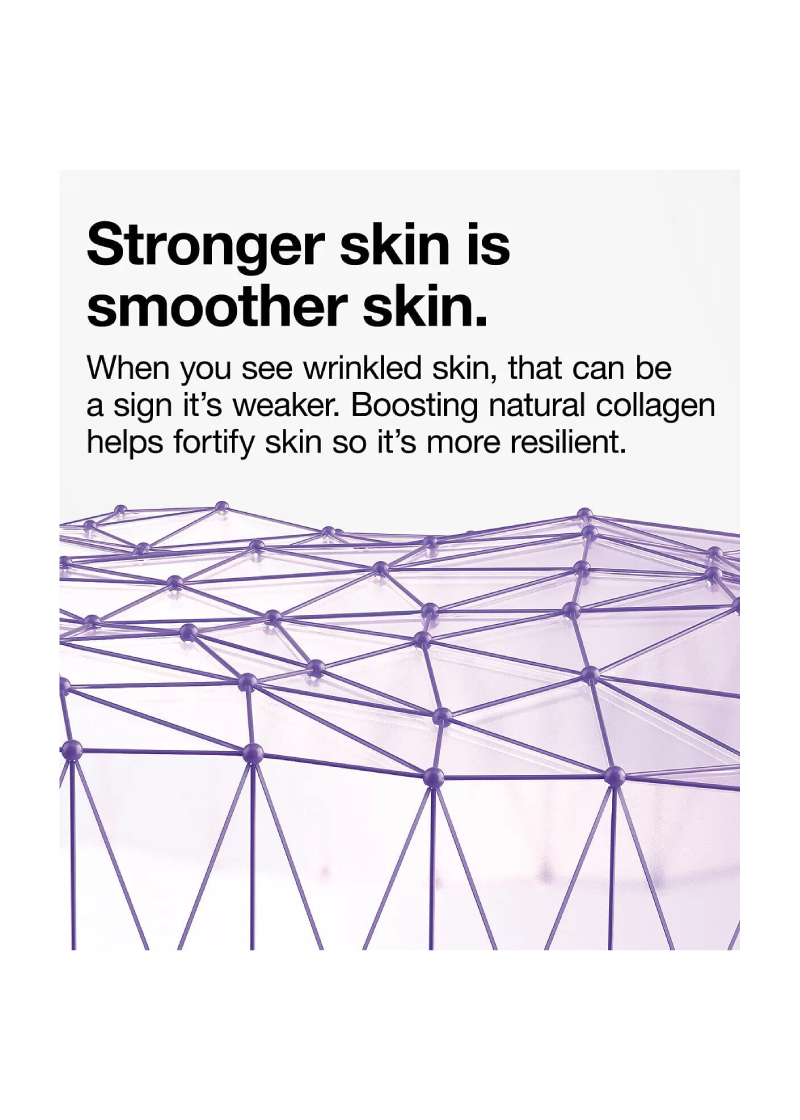 Stronger skin is
smoother skin.
When you see wrinkled skin, that can be
a sign it’s weaker. Boosting natural collagen
helps fortify skin so it’s more resilient.